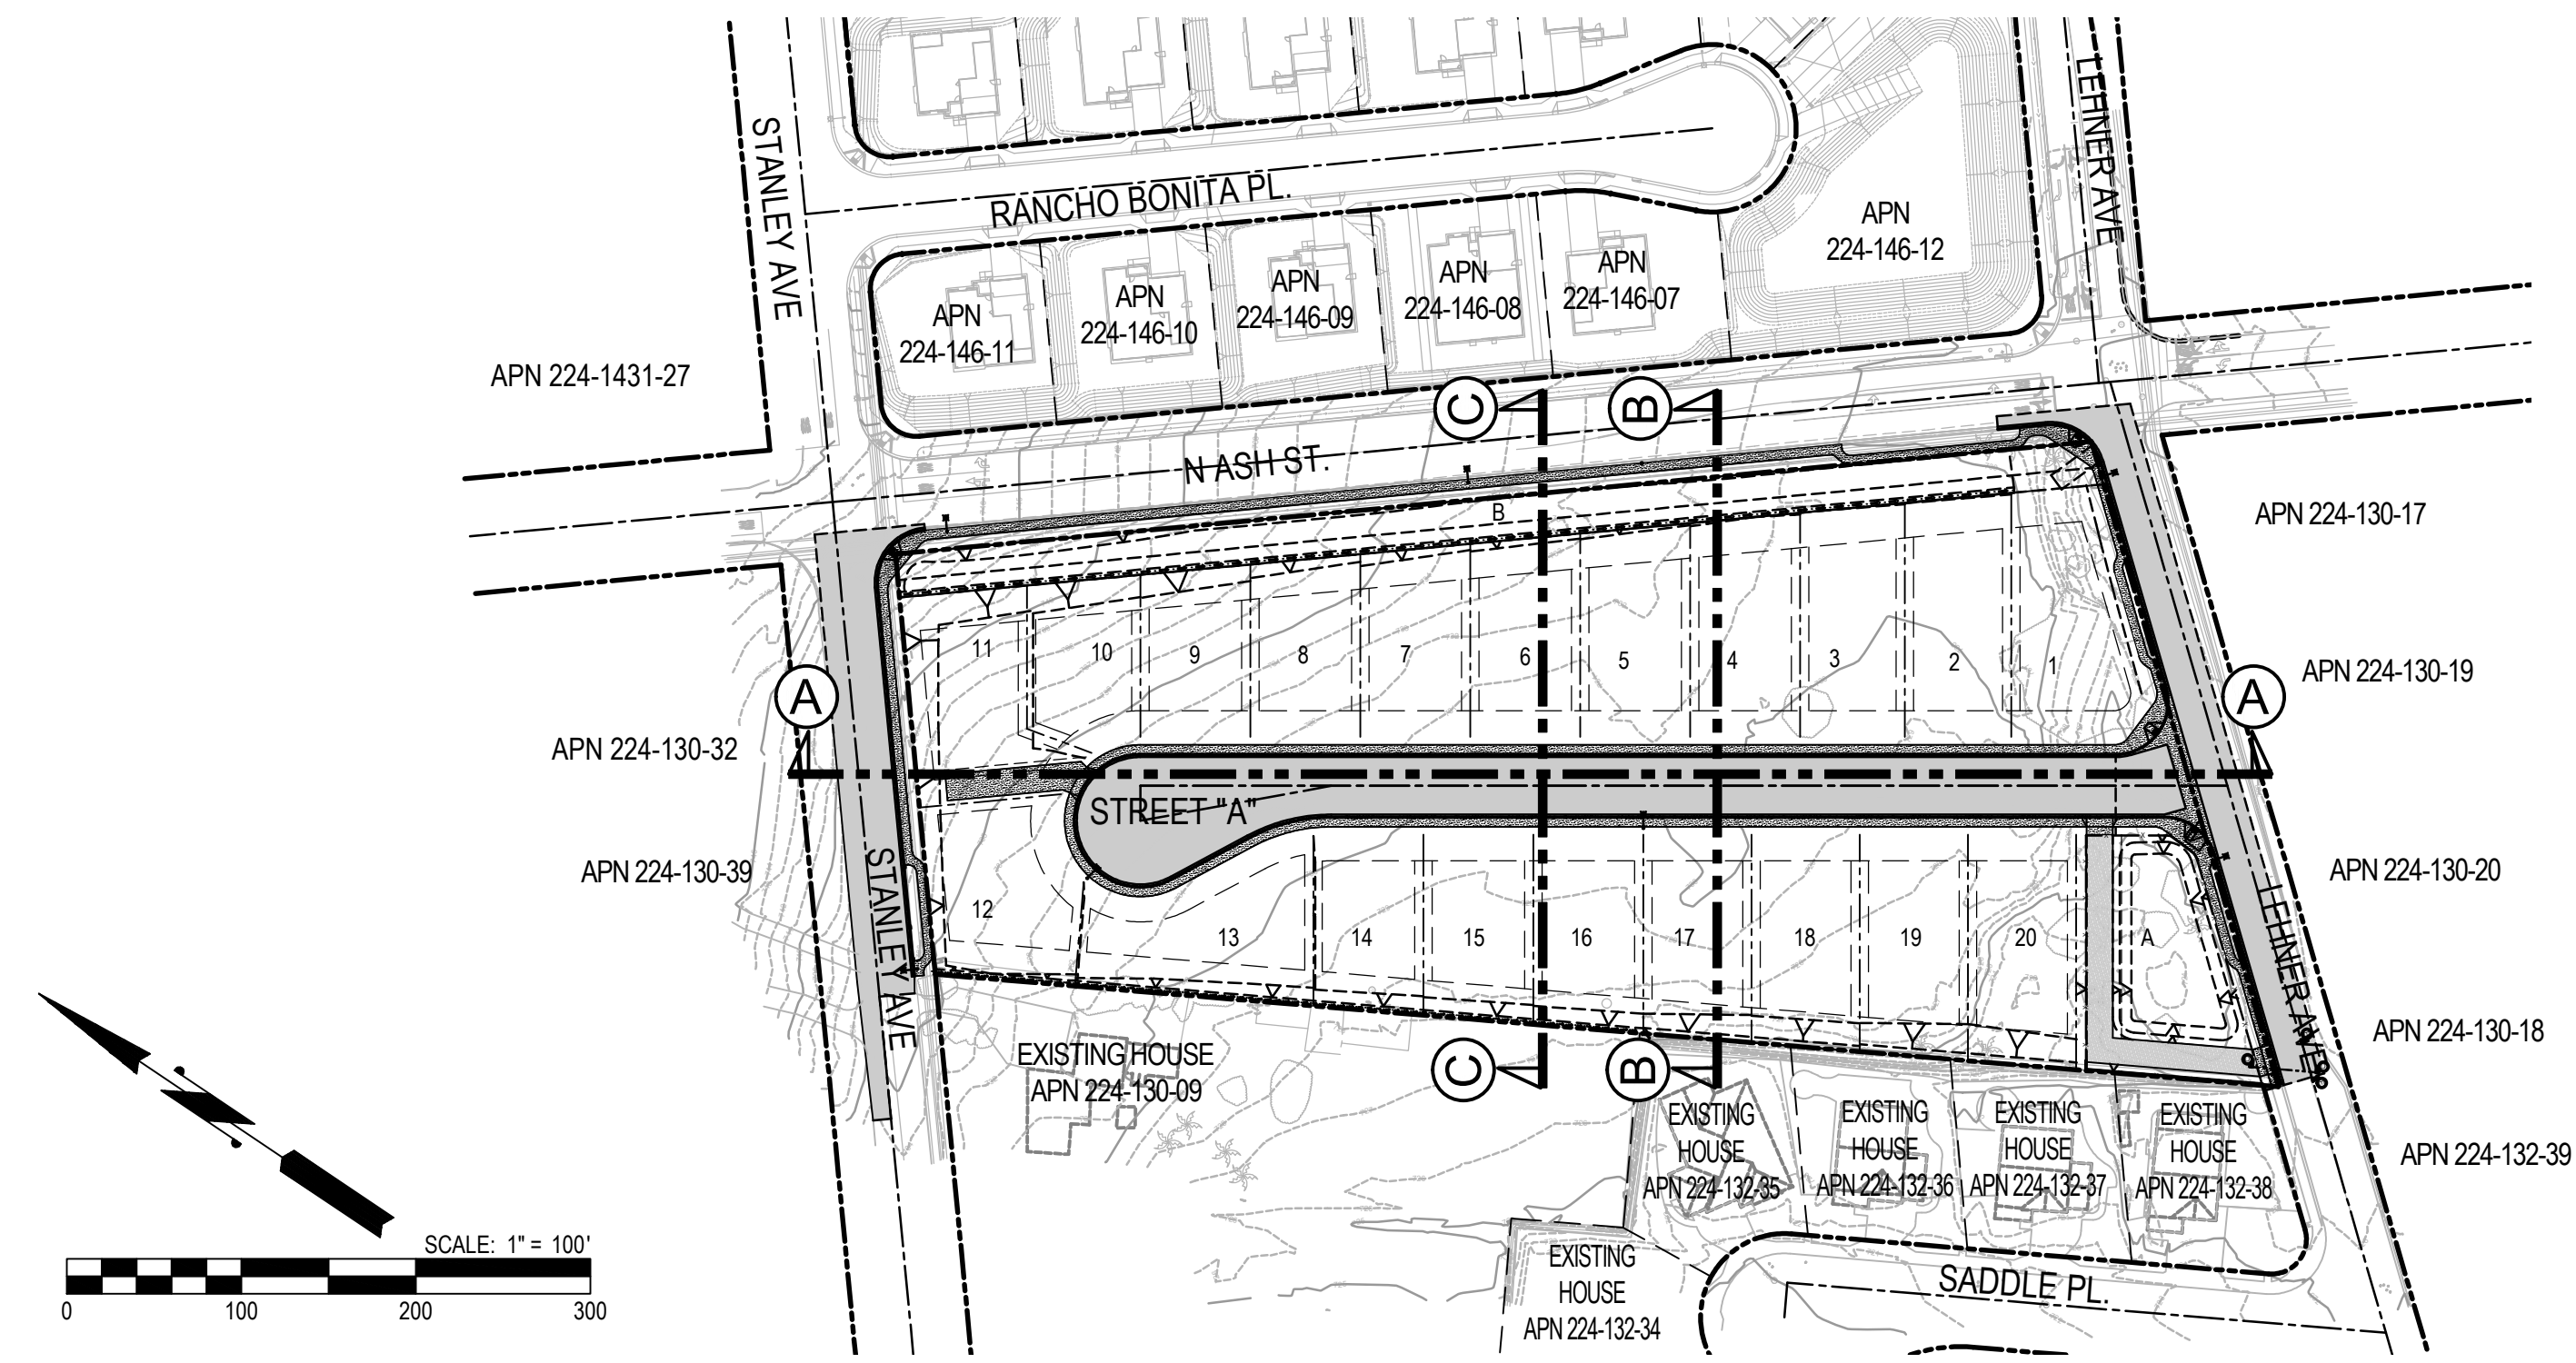 STANLEY AVE
LEHNER AVE
RANCHO BONITA PL.
APN
224-146-12
APN
224-146-07
APN
224-146-08
APN
224-146-09
APN
224-146-10
APN
224-146-11
APN 224-1431-27
C
B
N ASH ST.
B
APN 224-130-17
11
10
9
8
7
6
5
4
3
2
1
A
A
APN 224-130-19
APN 224-130-32
STREET "A"
APN 224-130-39
STANLEY AVE
12
13
14
15
16
17
18
19
20
A
LEHNER AVE
APN 224-130-20
APN 224-130-18
EXISTING HOUSE
APN 224-130-09
C
B
EXISTING
HOUSE
APN 224-132-35
EXISTING
HOUSE
APN 224-132-36
EXISTING
HOUSE
APN 224-132-37
EXISTING
HOUSE
APN 224-132-38
APN 224-132-39
EXISTING
HOUSE
APN 224-132-34
SADDLE PL.
SCALE: 1" = 100'
0
100
200
300